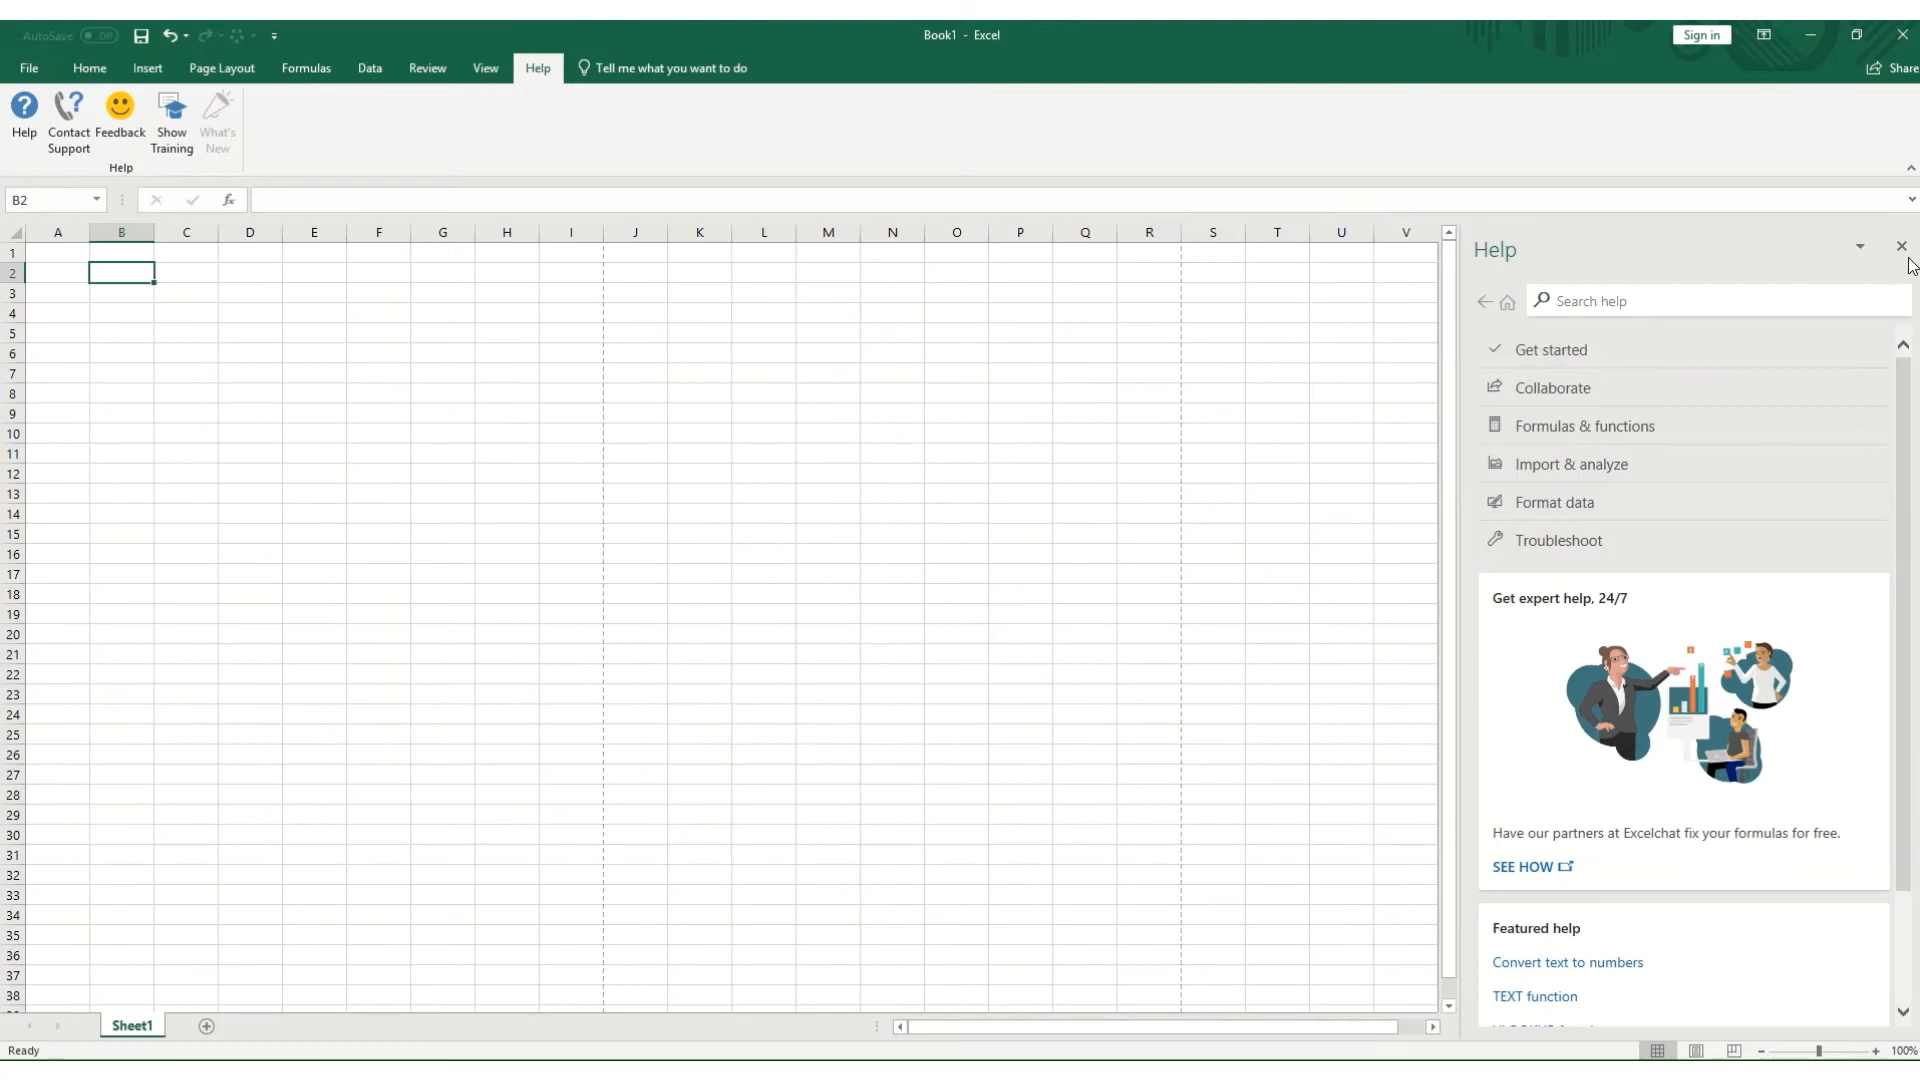 AutoSave Off
Book1 - Excel
Sign in
File Home Insert Page Layout Formulas Data Review View Help Tell me what you want to do Share
Help Contact Support Feedback Show Training What's New
Help
B2
fx
A B C D E F G H I J K L M N O P Q R S T U V
1
2
3
4
5
6
7
8
9
10
11
12
13
14
15
16
17
18
19
20
21
22
23
24
25
26
27
28
29
30
31
32
33
34
35
36
37
38
Help
Search help
Get started
Collaborate
Formulas & functions
Import & analyze
Format data
Troubleshoot
Get expert help, 24/7
Have our partners at Excelchat fix your formulas for free.
SEE HOW
Featured help
Convert text to numbers
TEXT function
Sheet1
Ready
100%